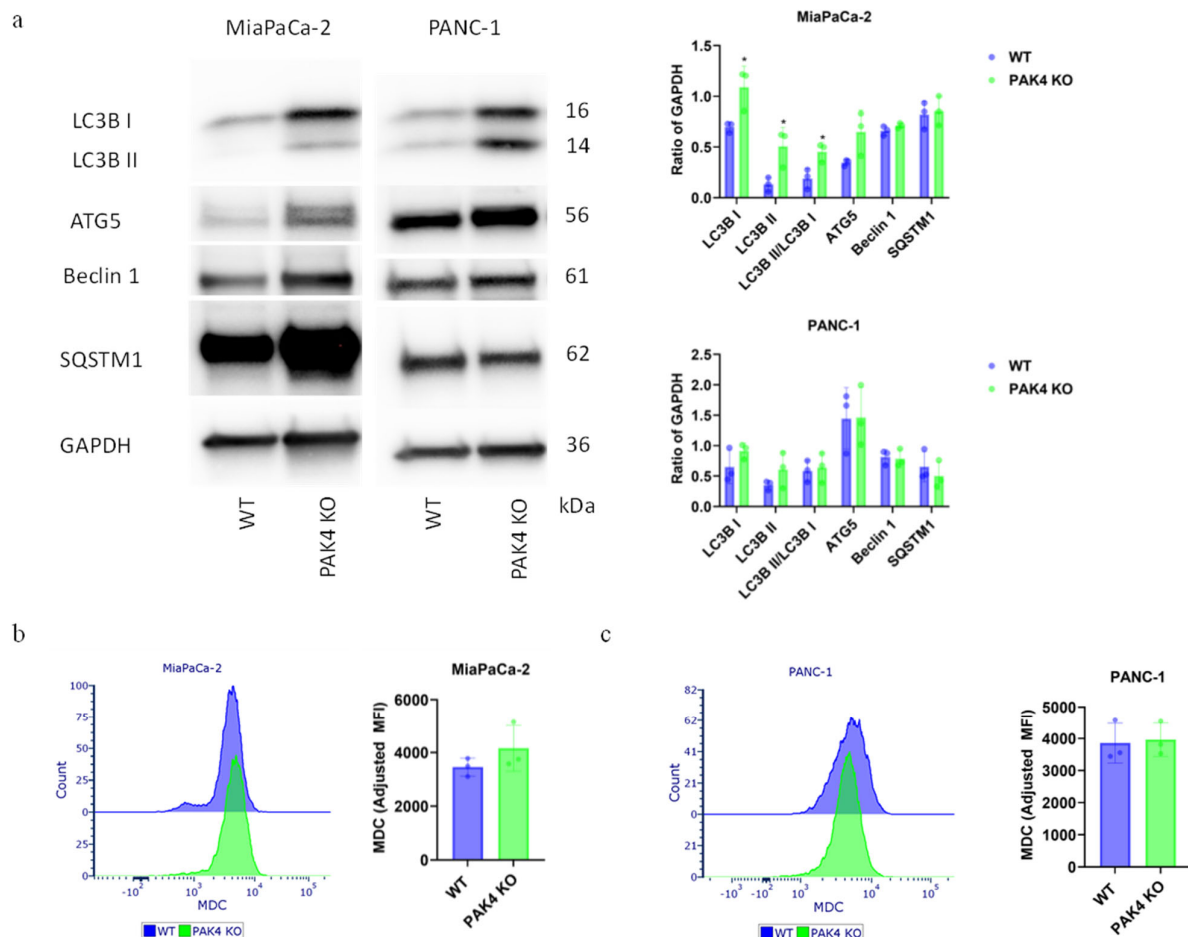 a
MiaPaCa-2
PANC-1
LC3B I
16
LC3B II
14
ATG5
56
Beclin 1
61
SQSTM1
62
GAPDH
36
WT
PAK4 KO
WT
PAK4 KO
kDa
MiaPaCa-2
Ratio of GAPDH
1.5
1.0
0.5
0.0
*
*
*
LC3B I
LC3B II
LC3B II/LC3B I
ATG5
Beclin 1
SQSTM1
WT
PAK4 KO
PANC-1
Ratio of GAPDH
2.5
2.0
1.5
1.0
0.5
0.0
LC3B I
LC3B II
LC3B II/LC3B I
ATG5
Beclin 1
SQSTM1
WT
PAK4 KO
b
MiaPaCa-2
Count
100
75
50
25
0
25
0
-10²
10³
10⁴
10⁵
MDC
WT
PAK4 KO
MiaPaCa-2
MDC (Adjusted MFI)
6000
4000
2000
0
WT
PAK4 KO
c
PANC-1
Count
82
62
41
21
0
21
0
-10³
-10²
10²
10³
10⁴
10⁵
MDC
WT
PAK4 KO
PANC-1
MDC (Adjusted MFI)
5000
4000
3000
2000
1000
0
WT
PAK4 KO